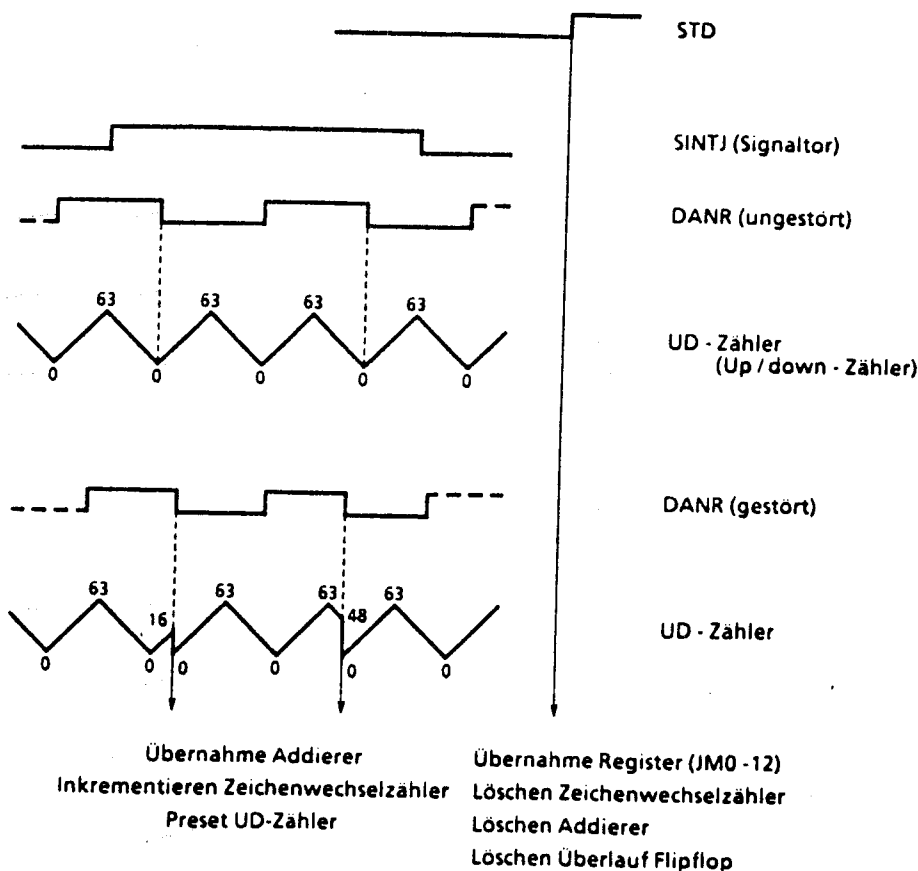 STD
SINTJ (Signaltor)
DANR (ungestört)
63 63 63 63
0 0 0 0 0
UD - Zähler
(Up / down - Zähler)
DANR (gestört)
63 63 63 63
16 48
0 0 0 0 0 0
UD - Zähler
Übernahme Addierer
Inkrementieren Zeichenwechselzähler
Preset UD-Zähler
Übernahme Register (JM0 -12)
Löschen Zeichenwechselzähler
Löschen Addierer
Löschen Überlauf Flipflop